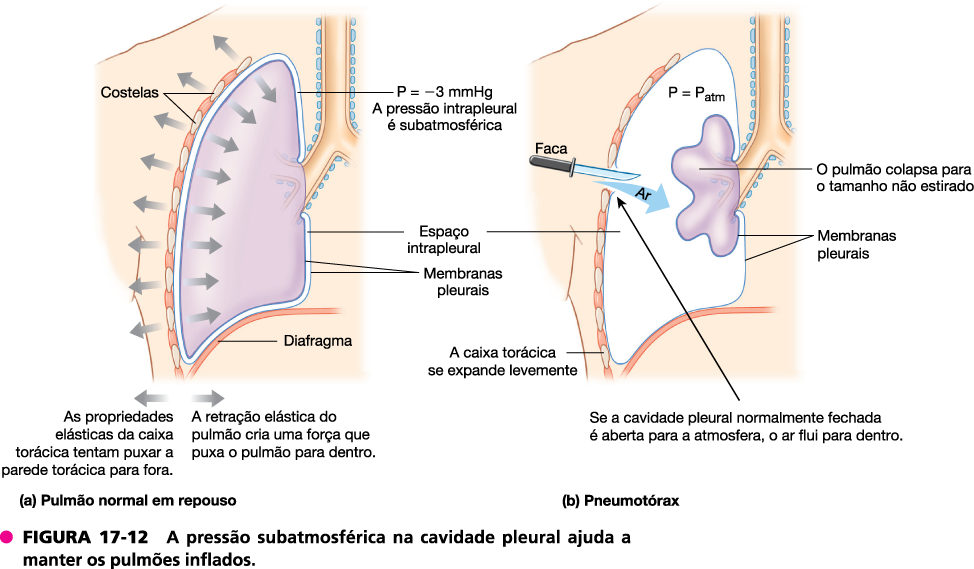 Costelas
P = −3 mmHg
A pressão intrapleural
é subatmosférica
Espaço
intrapleural
Membranas
pleurais
Diafragma
As propriedades
elásticas da caixa
torácica tentam puxar a
parede torácica para fora.
A retração elástica do
pulmão cria uma força que
puxa o pulmão para dentro.
(a) Pulmão normal em repouso
P = Patm
Faca
Ar
O pulmão colapsa para
o tamanho não estirado
Membranas
pleurais
A caixa torácica
se expande levemente
Se a cavidade pleural normalmente fechada
é aberta para a atmosfera, o ar flui para dentro.
(b) Pneumotórax
FIGURA 17-12 A pressão subatmosférica na cavidade pleural ajuda a
manter os pulmões inflados.